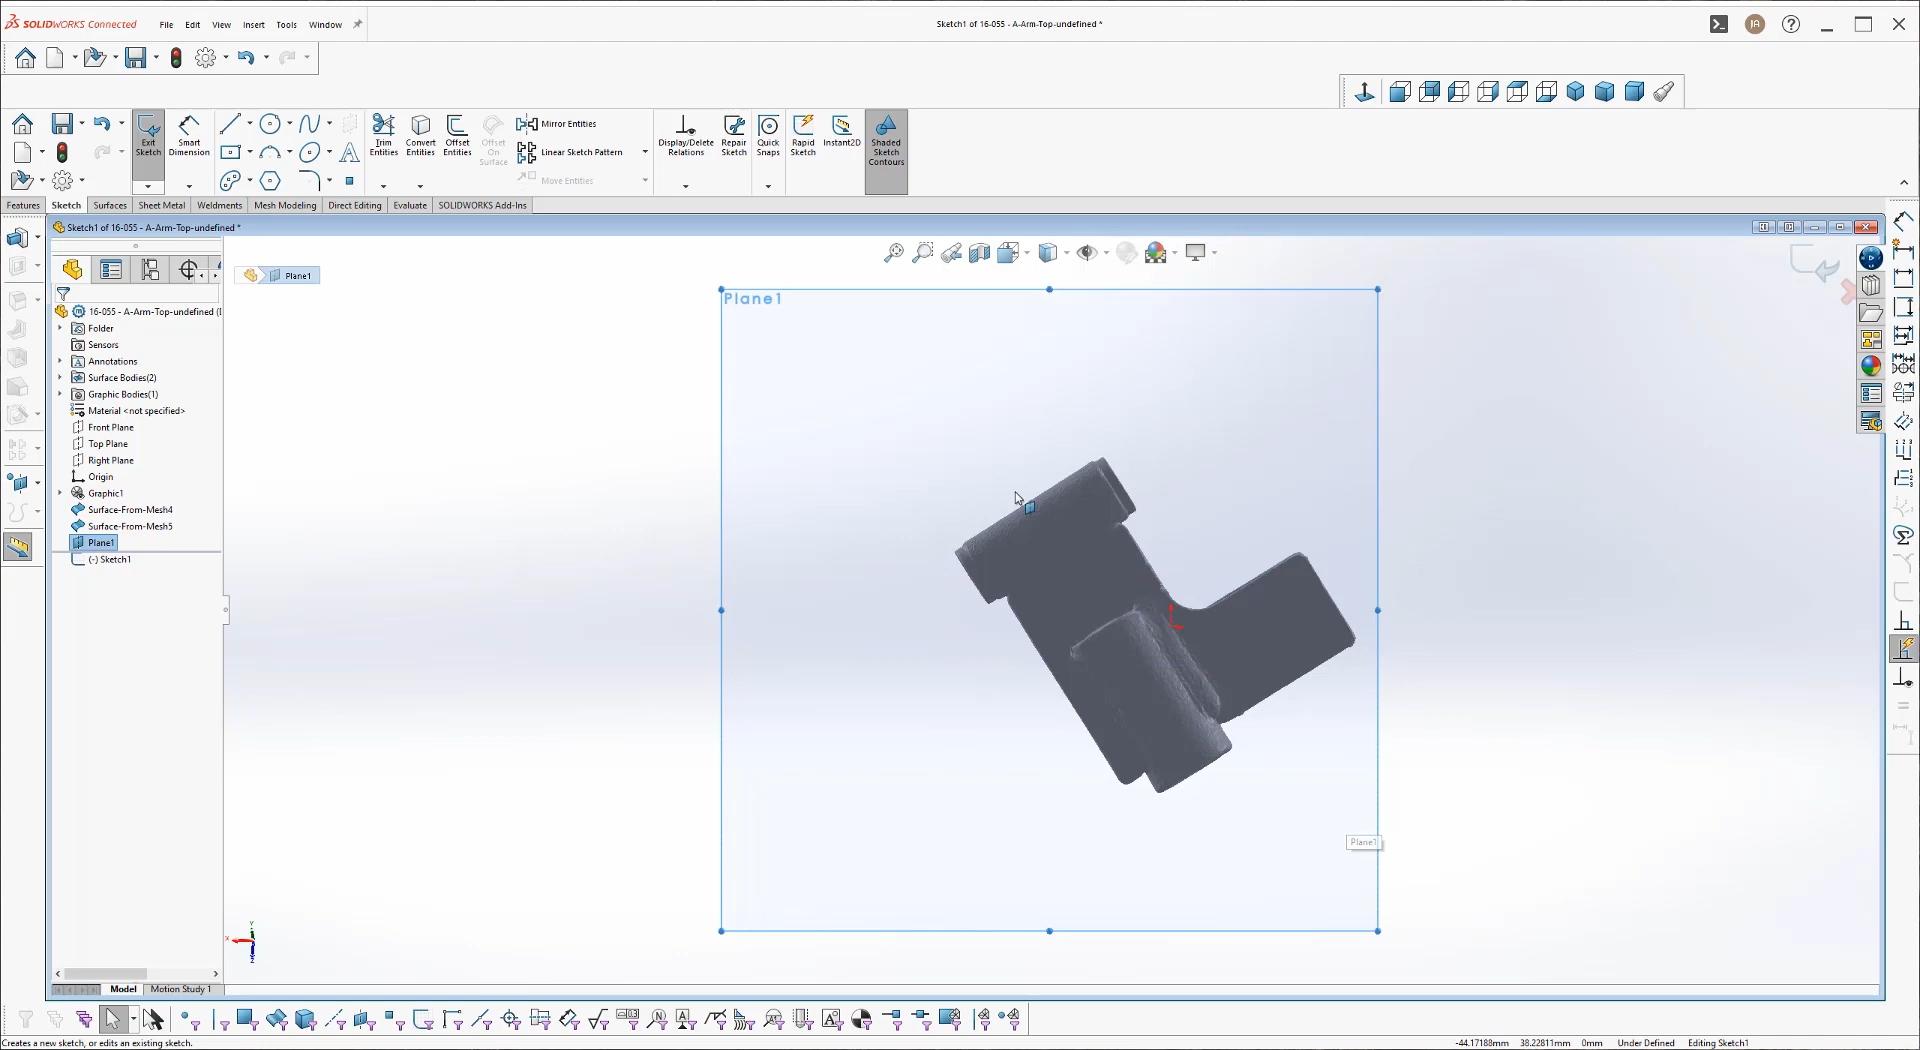 SOLIDWORKS Connected File Edit View Insert Tools Window
Sketch1 of 16-055 - A-Arm-Top-undefined *
JA
Exit Sketch
Smart Dimension
Trim Entities
Convert Entities
Offset Entities
Offset On Surface
Mirror Entities
Linear Sketch Pattern
Move Entities
Display/Delete Relations
Repair Sketch
Quick Snaps
Rapid Sketch
Instant2D
Shaded Sketch Contours
Features Sketch Surfaces Sheet Metal Weldments Mesh Modeling Direct Editing Evaluate SOLIDWORKS Add-Ins
Sketch1 of 16-055 - A-Arm-Top-undefined *
Plane1
Plane1
16-055 - A-Arm-Top-undefined (
Folder
Sensors
Annotations
Surface Bodies(2)
Graphic Bodies(1)
Material <not specified>
Front Plane
Top Plane
Right Plane
Origin
Graphic1
Surface-From-Mesh4
Surface-From-Mesh5
Plane1
(-) Sketch1
Plane1
Y
X
Z
Model Motion Study 1
Creates a new sketch, or edits an existing sketch.
-44.17188mm 38.22811mm 0mm Under Defined Editing Sketch1